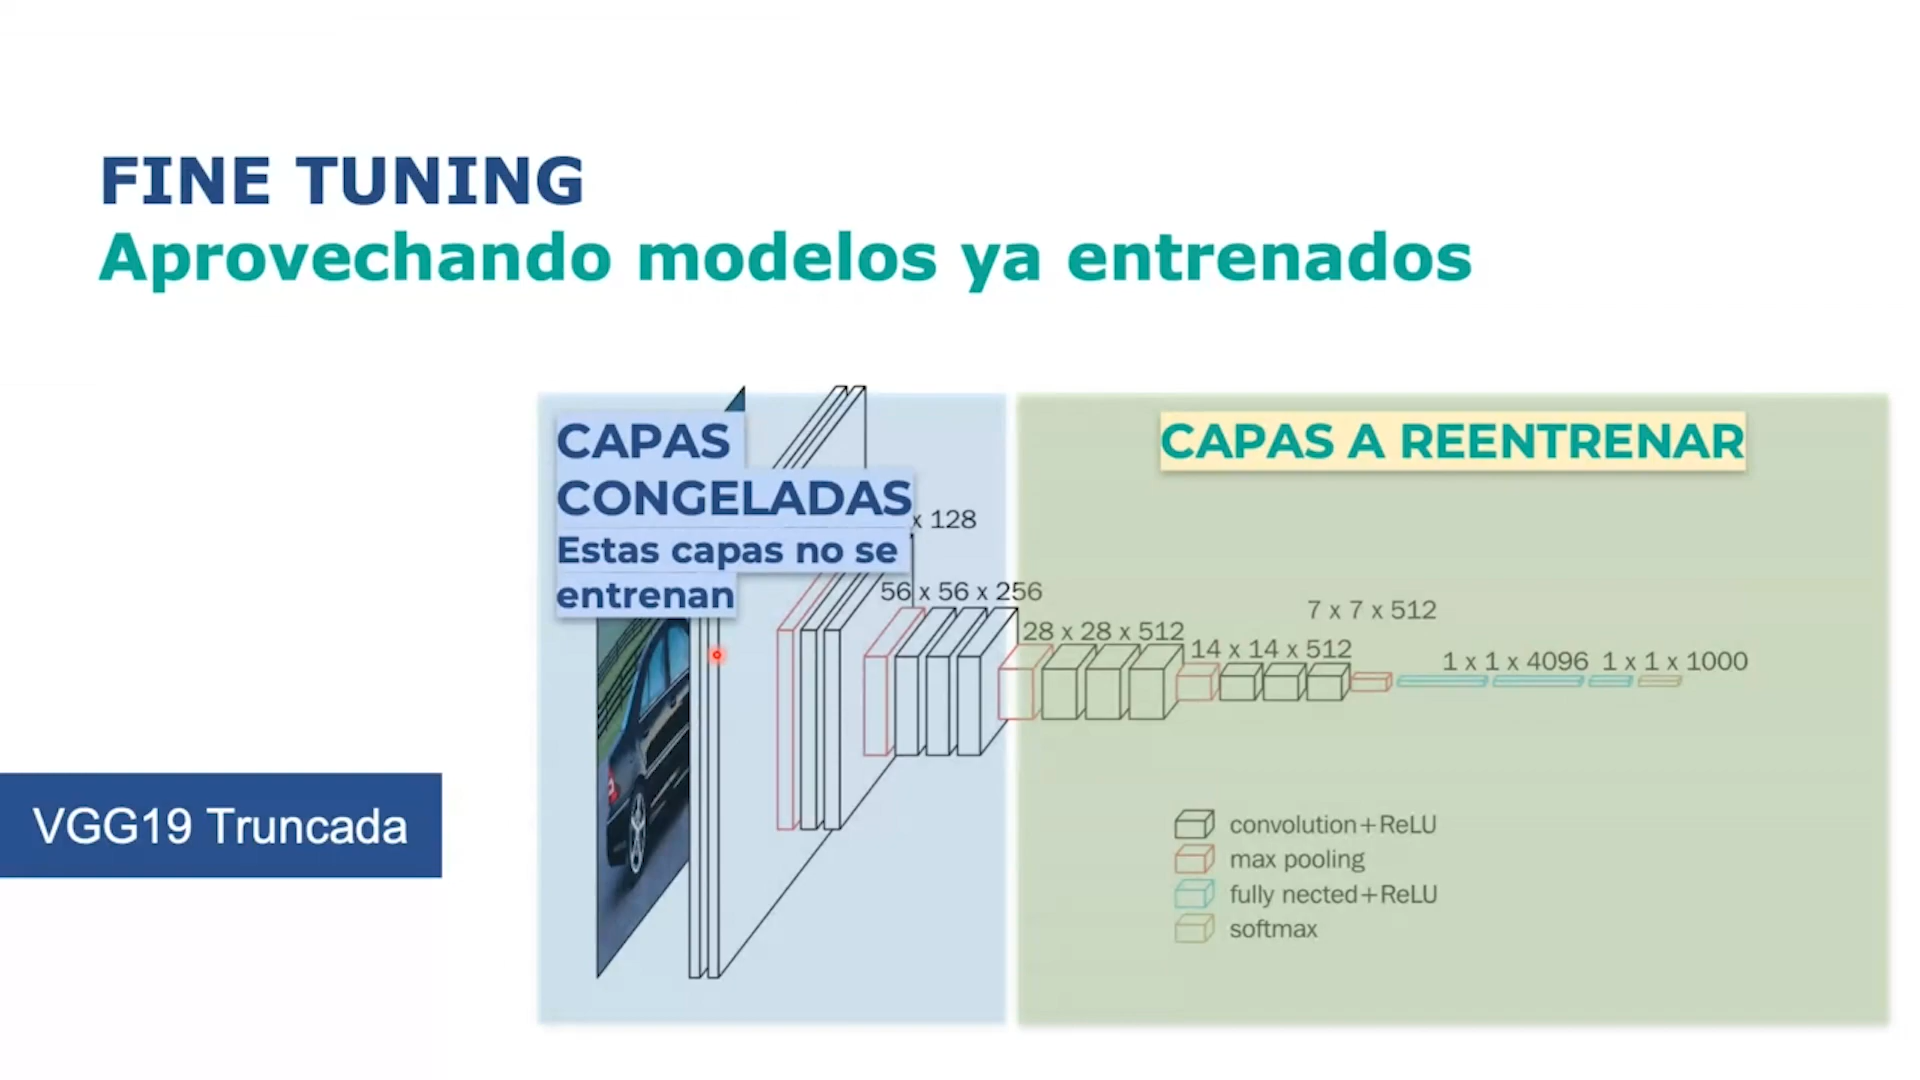 FINE TUNING
Aprovechando modelos ya entrenados
CAPAS
CONGELADAS
Estas capas no se
entrenan
CAPAS A REENTRENAR
x 128
56 x 56 x 256
28 x 28 x 512
14 x 14 x 512
7 x 7 x 512
1 x 1 x 4096
1 x 1 x 1000
VGG19 Truncada
convolution+ReLU
max pooling
fully nected+ReLU
softmax